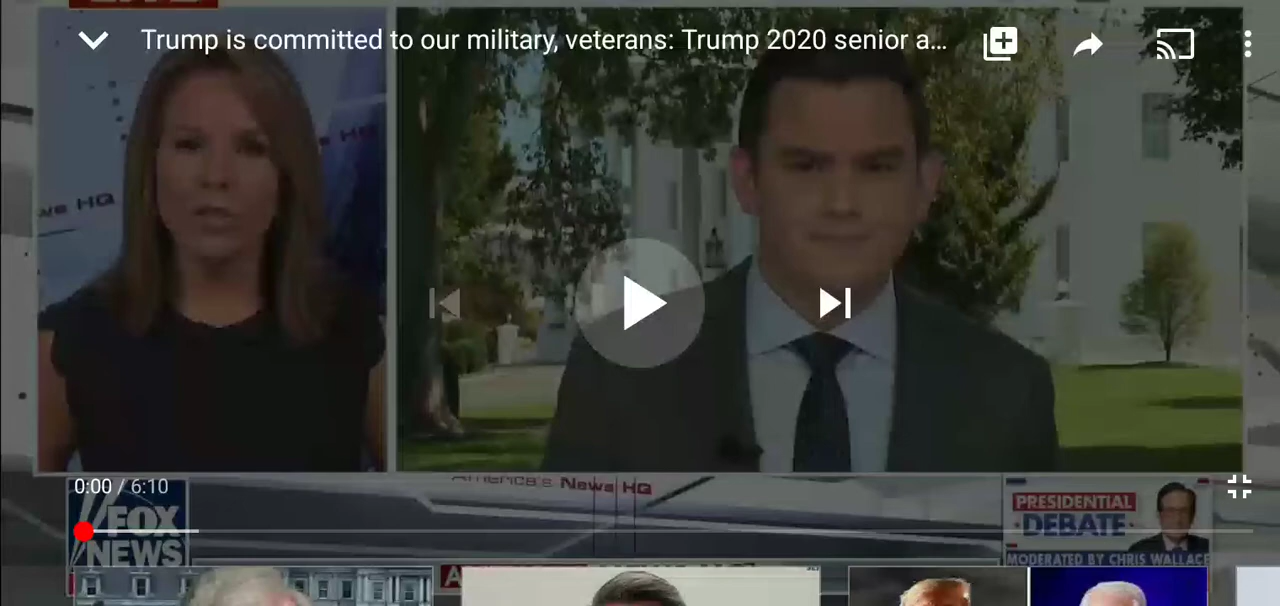 Trump is committed to our military, veterans: Trump 2020 senior a...
ws HQ
s HQ
0:00 / 6:10
America's News HQ
FOX
NEWS
PRESIDENTIAL
DEBATE
MODERATED BY CHRIS WALLACE